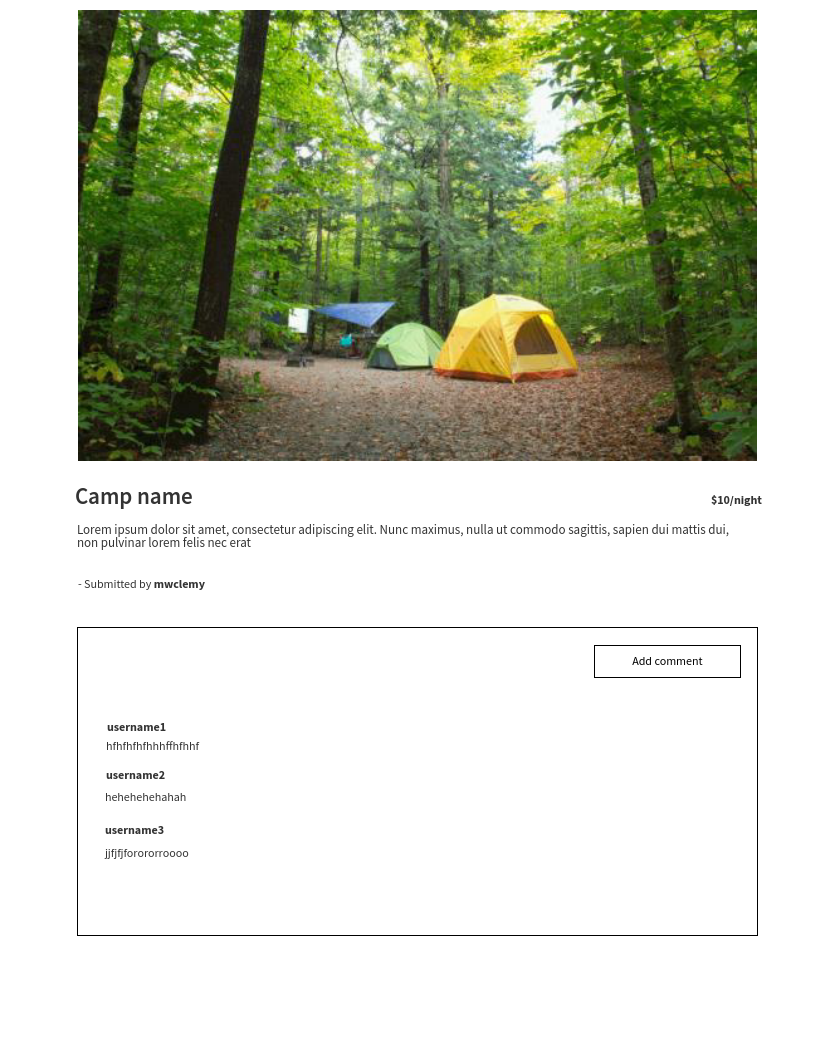 Camp name
$10/night
Lorem ipsum dolor sit amet, consectetur adipiscing elit. Nunc maximus, nulla ut commodo sagittis, sapien dui mattis dui,
non pulvinar lorem felis nec erat
- Submitted by mwclemy
Add comment
username1
hfhfhfhfhhhffhfhhf
username2
hehehehehahah
username3
jjfjfjforororroooo